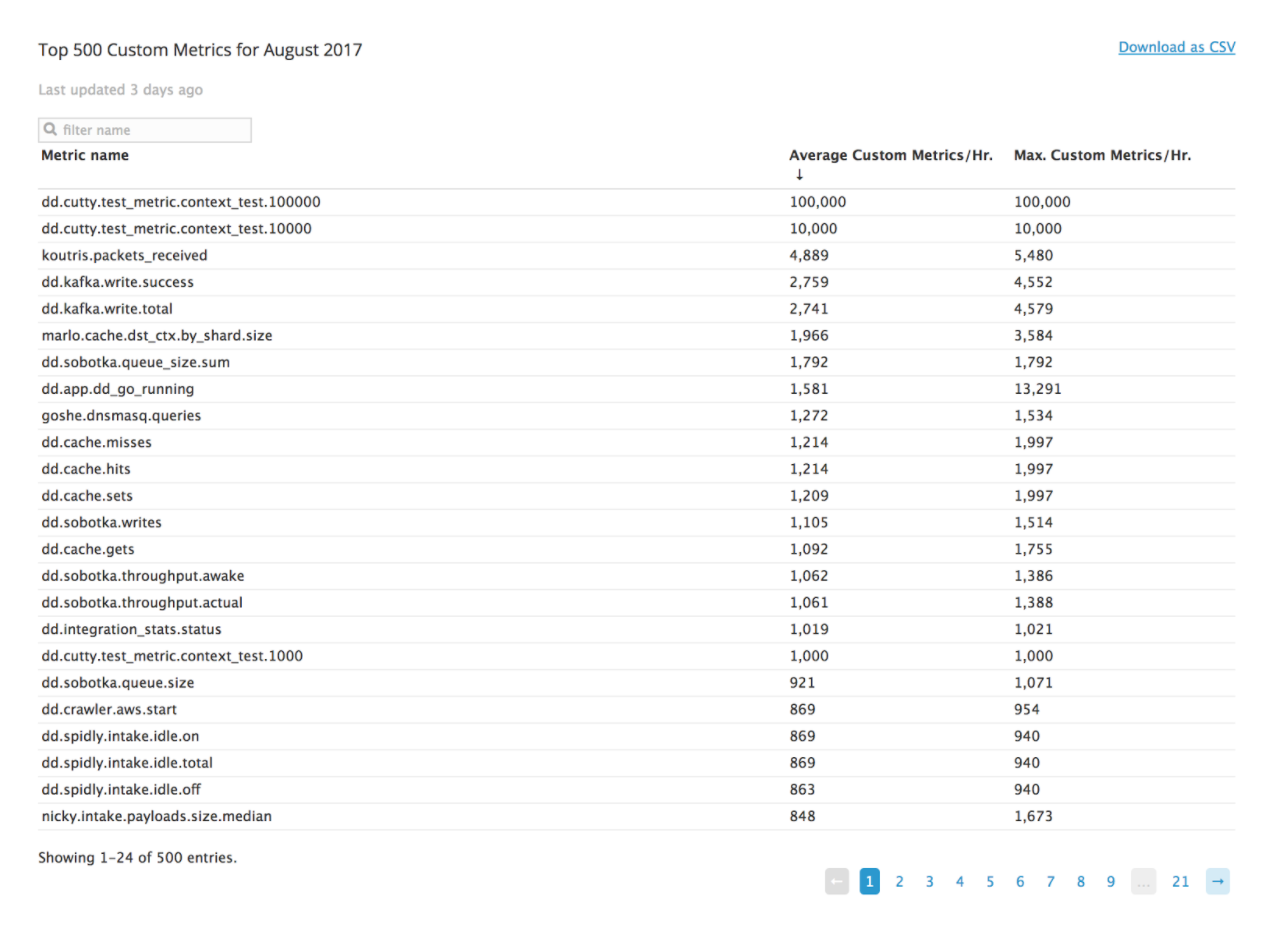 Top 500 Custom Metrics for August 2017
Download as CSV
Last updated 3 days ago
filter name
Metric name Average Custom Metrics/Hr. Max. Custom Metrics/Hr.
↓
dd.cutty.test_metric.context_test.100000 100,000 100,000
dd.cutty.test_metric.context_test.10000 10,000 10,000
koutris.packets_received 4,889 5,480
dd.kafka.write.success 2,759 4,552
dd.kafka.write.total 2,741 4,579
marlo.cache.dst_ctx.by_shard.size 1,966 3,584
dd.sobotka.queue_size.sum 1,792 1,792
dd.app.dd_go_running 1,581 13,291
goshe.dnsmasq.queries 1,272 1,534
dd.cache.misses 1,214 1,997
dd.cache.hits 1,214 1,997
dd.cache.sets 1,209 1,997
dd.sobotka.writes 1,105 1,514
dd.cache.gets 1,092 1,755
dd.sobotka.throughput.awake 1,062 1,386
dd.sobotka.throughput.actual 1,061 1,388
dd.integration_stats.status 1,019 1,021
dd.cutty.test_metric.context_test.1000 1,000 1,000
dd.sobotka.queue.size 921 1,071
dd.crawler.aws.start 869 954
dd.spidly.intake.idle.on 869 940
dd.spidly.intake.idle.total 869 940
dd.spidly.intake.idle.off 863 940
nicky.intake.payloads.size.median 848 1,673
Showing 1–24 of 500 entries.
← 1 2 3 4 5 6 7 8 9 ... 21 →